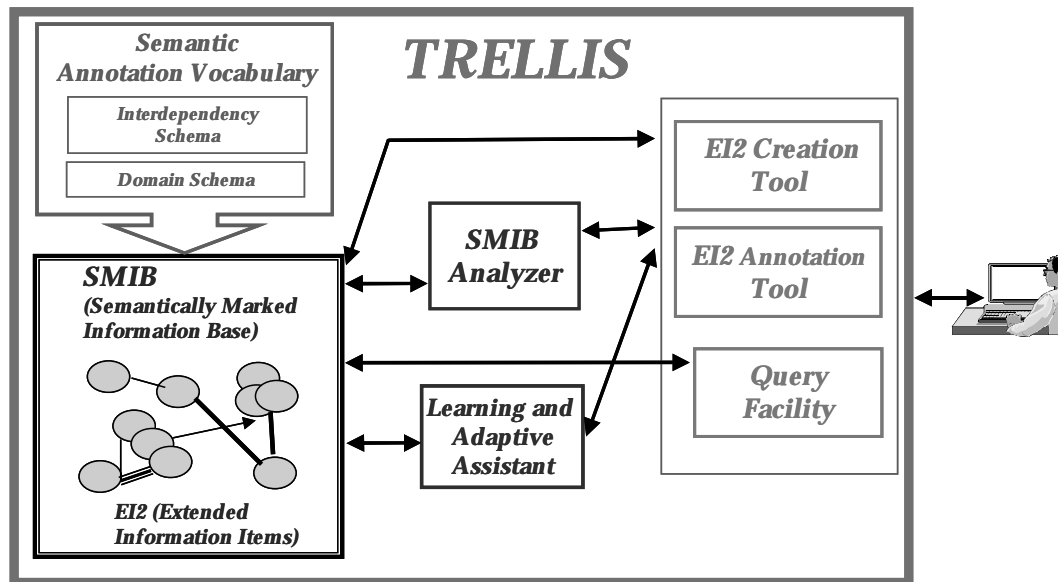 TRELLIS
Semantic
Annotation Vocabulary
Interdependency
Schema
Domain Schema
SMIB
(Semantically Marked
Information Base)
EI2 (Extended
Information Items)
SMIB
Analyzer
Learning and
Adaptive
Assistant
EI2 Creation
Tool
EI2 Annotation
Tool
Query
Facility